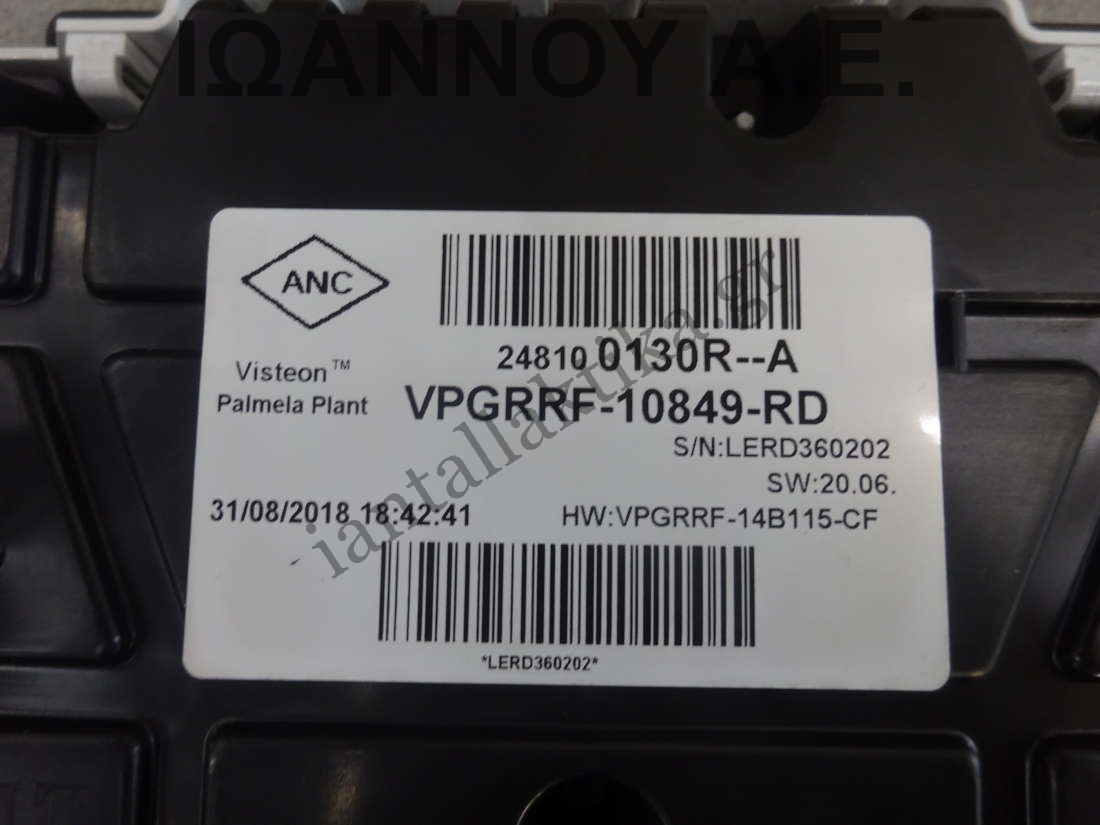 ΙΩΑΝΝΟΥ Α.Ε.
ANC
24810 0130R--A
Visteon™
Palmela Plant
VPGRRF-10849-RD
S/N:LERD360202
SW:20.06.
31/08/2018 18:42:41
HW:VPGRRF-14B115-CF
*LERD360202*
iantallaktika.gr